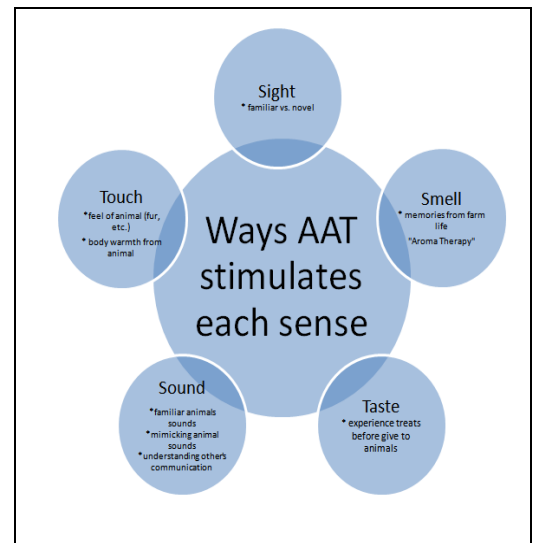 Sight
* familiar vs. novel
Touch
*feel of animal (fur,
etc.)
* body warmth from
animal
Smell
* memories from farm
life
"Aroma Therapy"
Ways AAT
stimulates
each sense
Sound
*familiar animals
sounds
*mimicking animal
sounds
*understanding other's
communication
Taste
* experience treats
before give to
animals